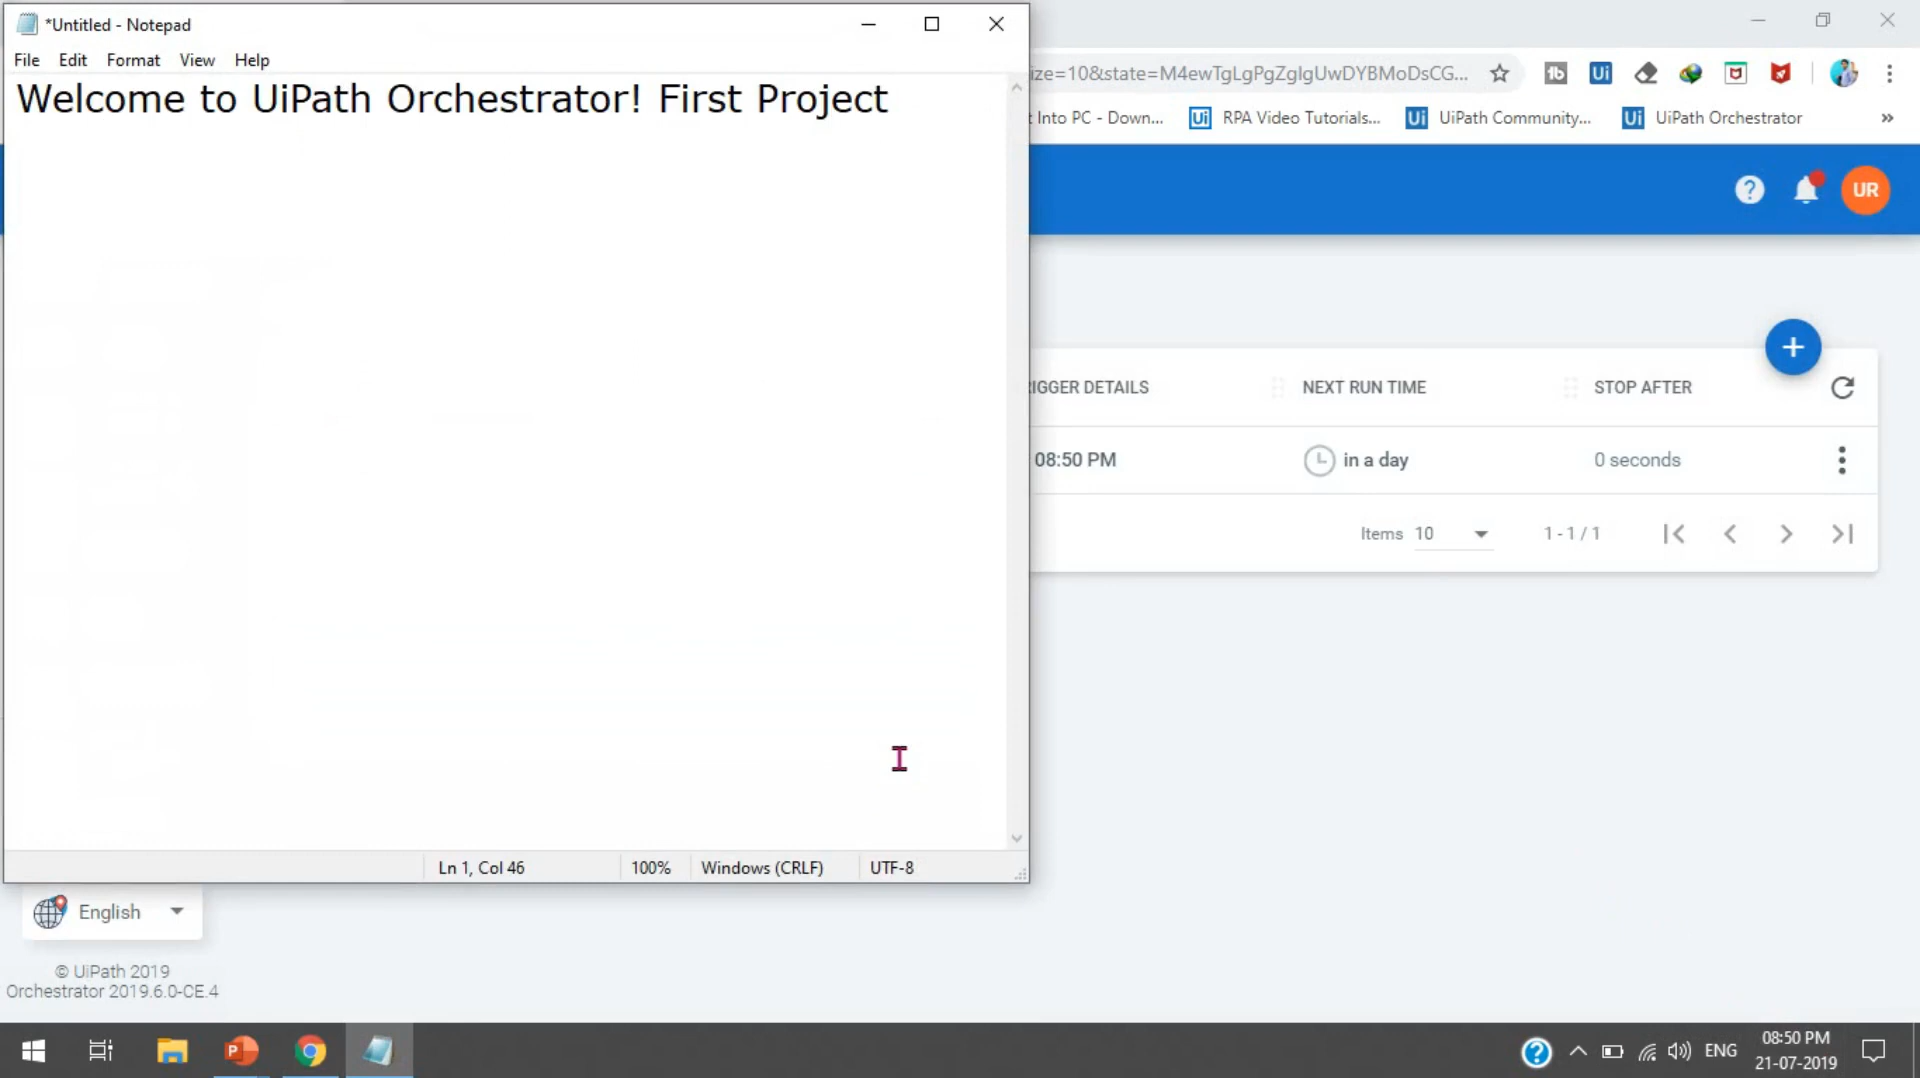 *Untitled - Notepad
File Edit Format View Help
Welcome to UiPath Orchestrator! First Project
Ln 1, Col 46 100% Windows (CRLF) UTF-8
ize=10&state=M4ewTgLgPgZglgUwDYBMoDsCG...
t Into PC - Down... RPA Video Tutorials... UiPath Community... UiPath Orchestrator »
UR
IGGER DETAILS NEXT RUN TIME STOP AFTER
08:50 PM in a day 0 seconds
Items 10 1 - 1 / 1
English
© UiPath 2019
Orchestrator 2019.6.0-CE.4
ENG 08:50 PM
21-07-2019